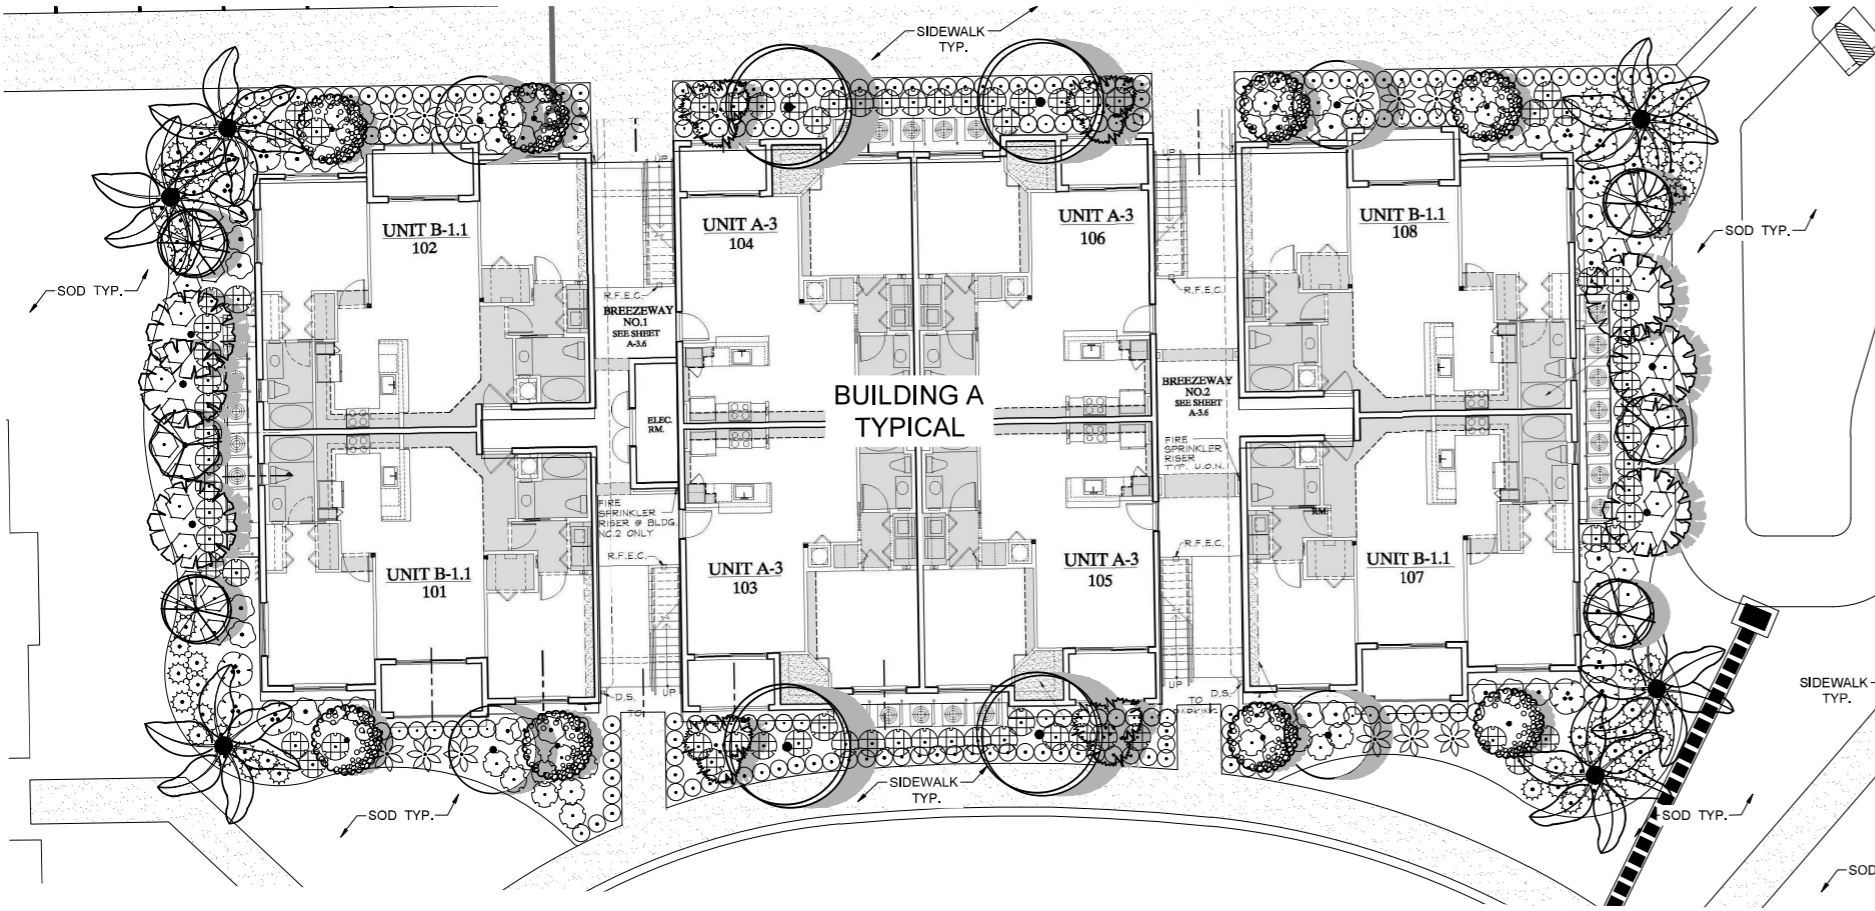 SIDEWALK
TYP.
UP
UP
UNIT B-1.1
102
UNIT A-3
104
UNIT A-3
106
UNIT B-1.1
108
SOD TYP.
SOD TYP.
R.F.E.C.
R.F.E.C.
BREEZEWAY
NO.1
SEE SHEET
A-3.6
BREEZEWAY
NO.2
SEE SHEET
A-3.6
BUILDING A
TYPICAL
ELEC.
RM.
FIRE
SPRINKLER
RISER
TYP. U.O.N.
FIRE
SPRINKLER
RISER @ BLDG.
NO.2 ONLY
RM.
R.F.E.C.
R.F.E.C.
UNIT B-1.1
101
UNIT A-3
103
UNIT A-3
105
UNIT B-1.1
107
UP
UP
D.S.
TO
D.S.
TO
PARKING
SIDEWALK
TYP.
SIDEWALK
TYP.
SOD TYP.
SOD TYP.
SOD